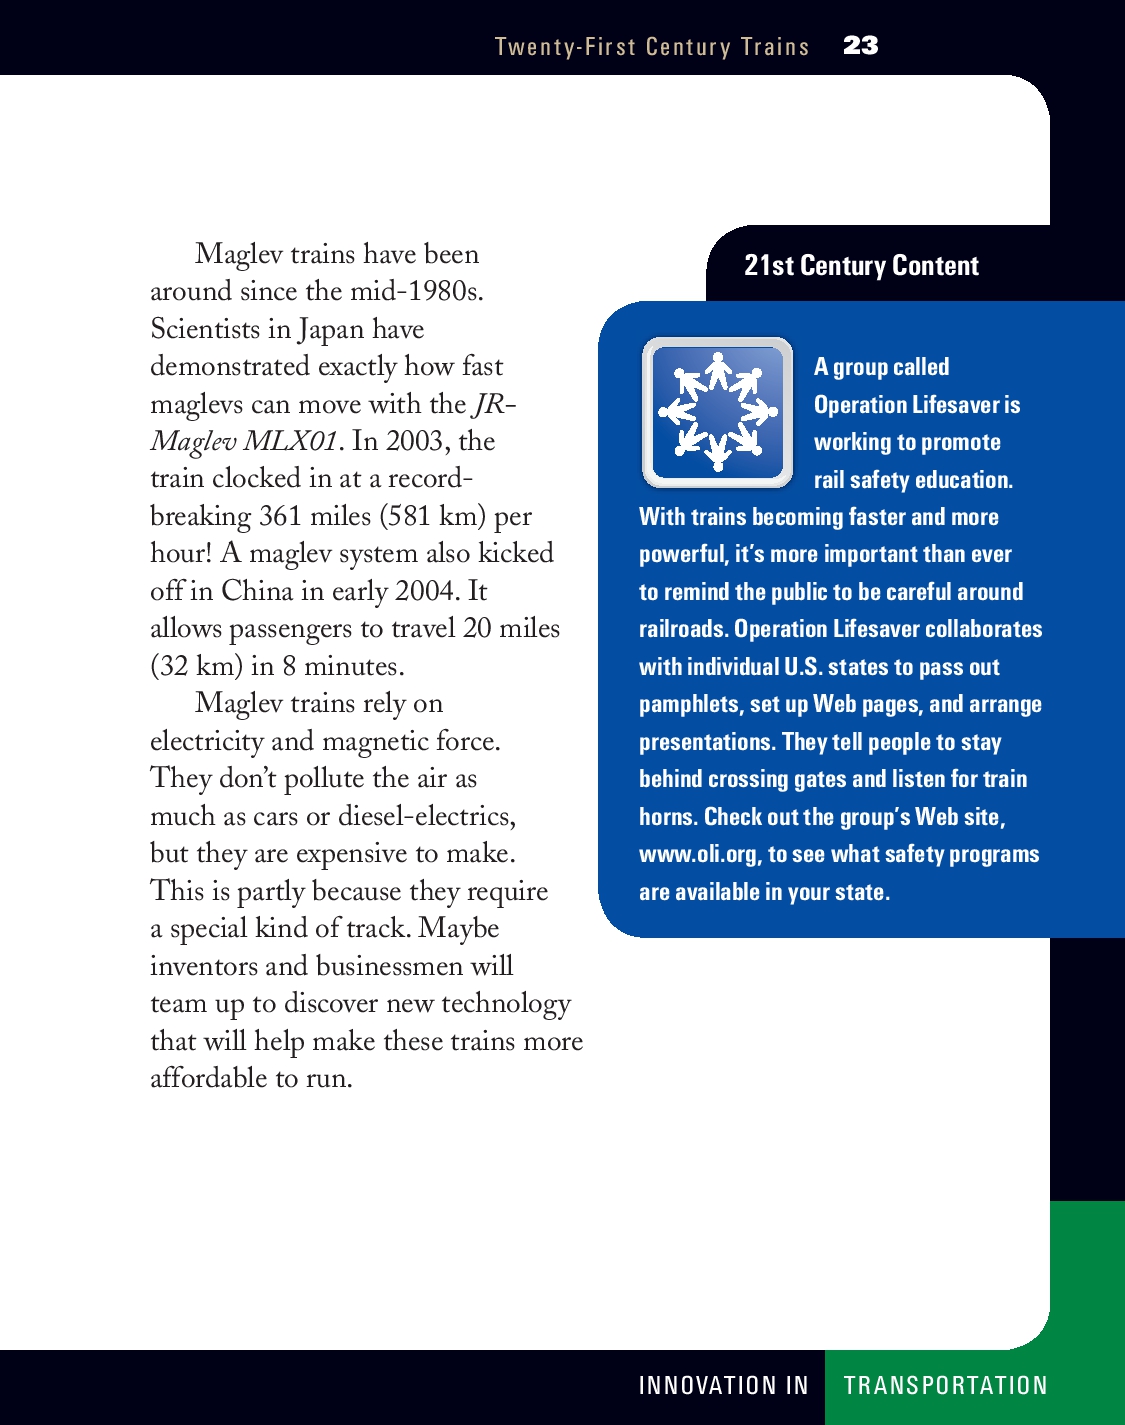 Twenty-First Century Trains 23
Maglev trains have been
around since the mid-1980s.
Scientists in Japan have
demonstrated exactly how fast
maglevs can move with the JR-
Maglev MLX01. In 2003, the
train clocked in at a record-
breaking 361 miles (581 km) per
hour! A maglev system also kicked
off in China in early 2004. It
allows passengers to travel 20 miles
(32 km) in 8 minutes.
Maglev trains rely on
electricity and magnetic force.
They don’t pollute the air as
much as cars or diesel-electrics,
but they are expensive to make.
This is partly because they require
a special kind of track. Maybe
inventors and businessmen will
team up to discover new technology
that will help make these trains more
affordable to run.
21st Century Content
A group called
Operation Lifesaver is
working to promote
rail safety education.
With trains becoming faster and more
powerful, it’s more important than ever
to remind the public to be careful around
railroads. Operation Lifesaver collaborates
with individual U.S. states to pass out
pamphlets, set up Web pages, and arrange
presentations. They tell people to stay
behind crossing gates and listen for train
horns. Check out the group’s Web site,
www.oli.org, to see what safety programs
are available in your state.
INNOVATION IN TRANSPORTATION